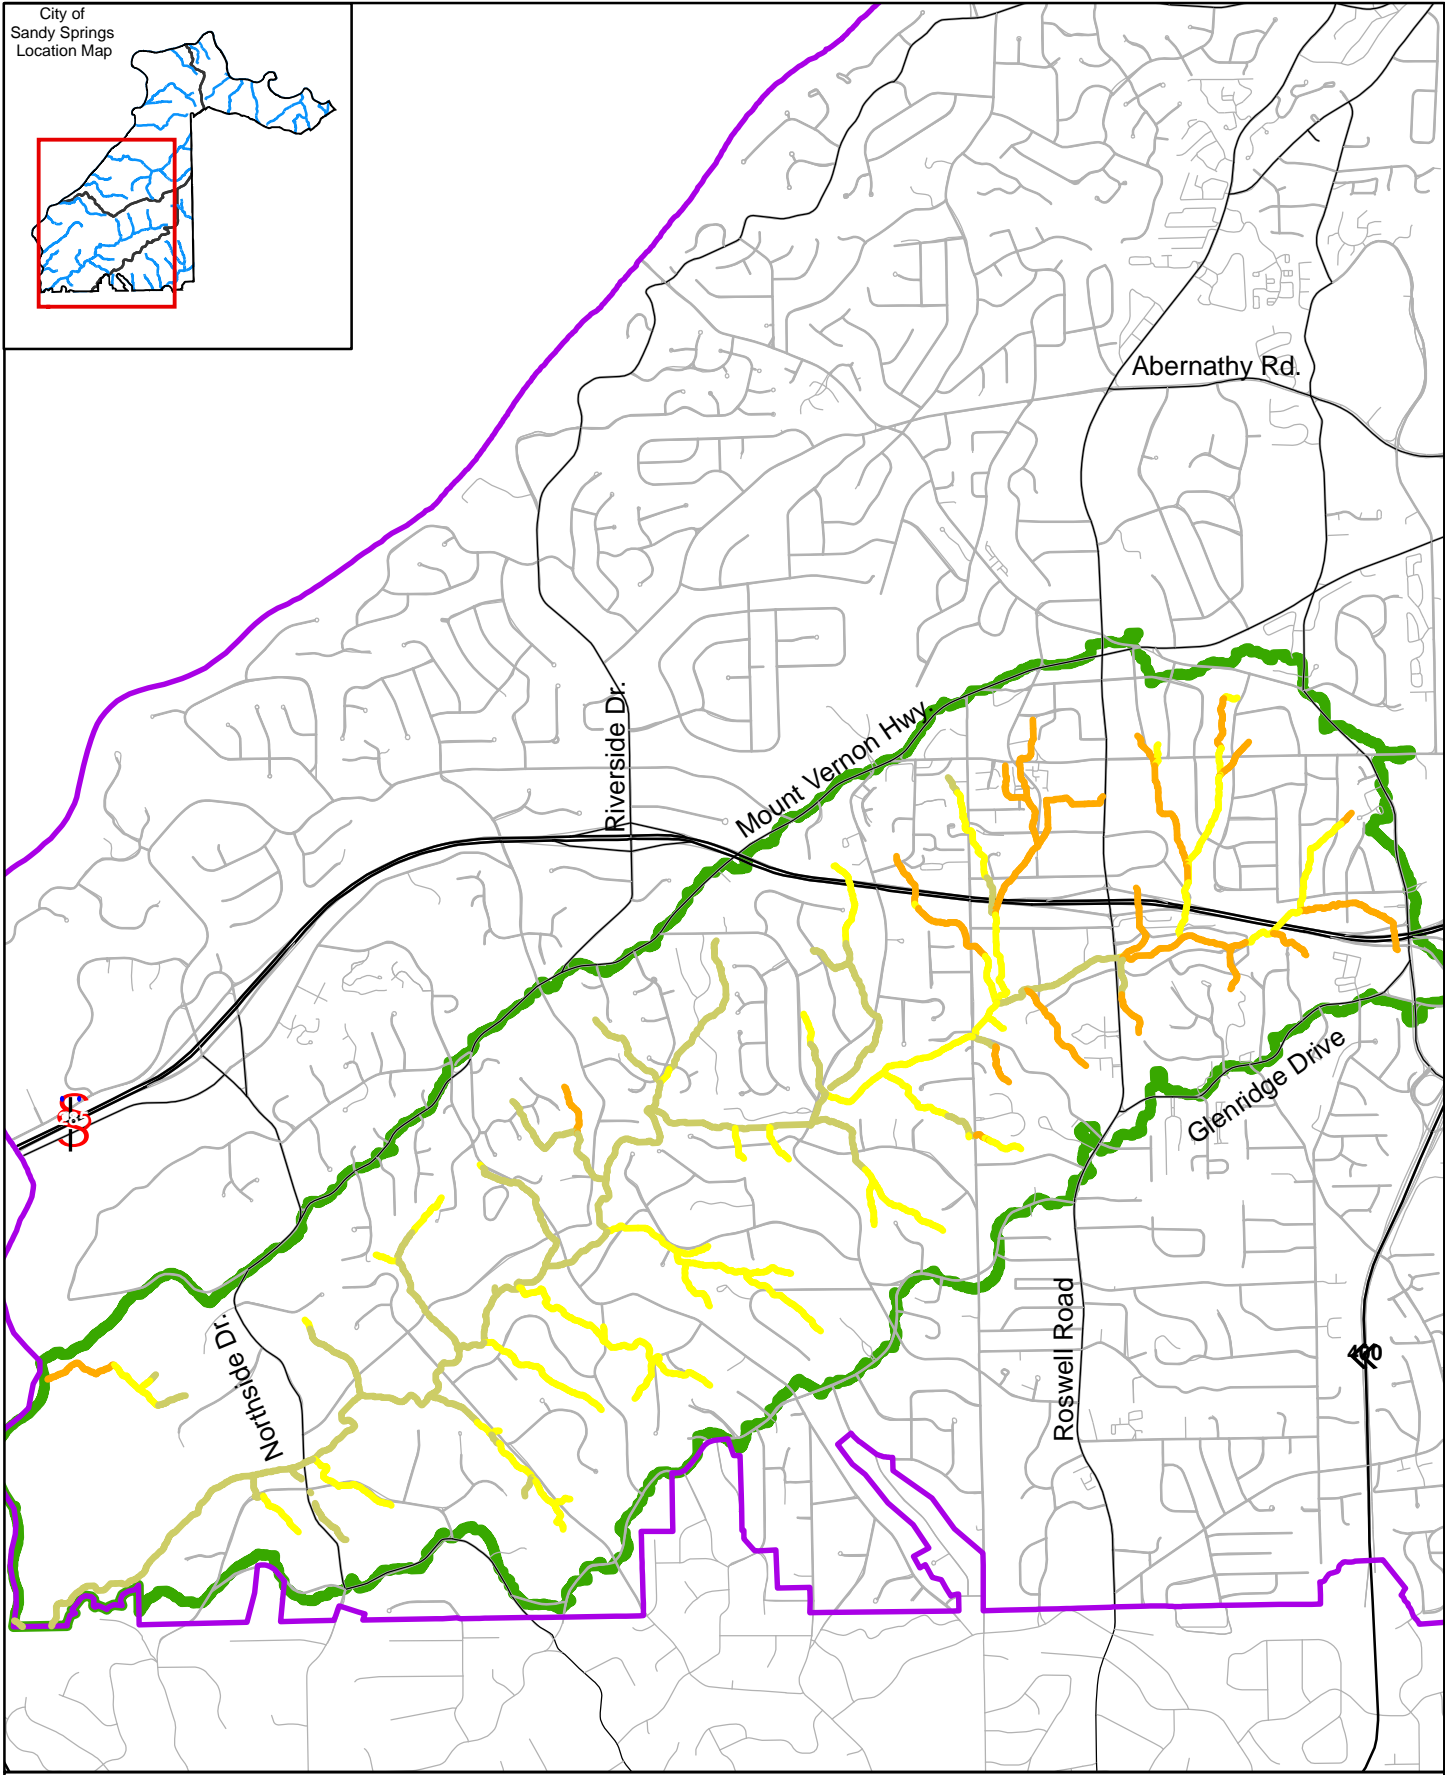 City of
Sandy Springs
Location Map
Abernathy Rd.
Riverside Dr.
Mount Vernon Hwy.
Glenridge Drive
Northside Dr.
Roswell Road
400